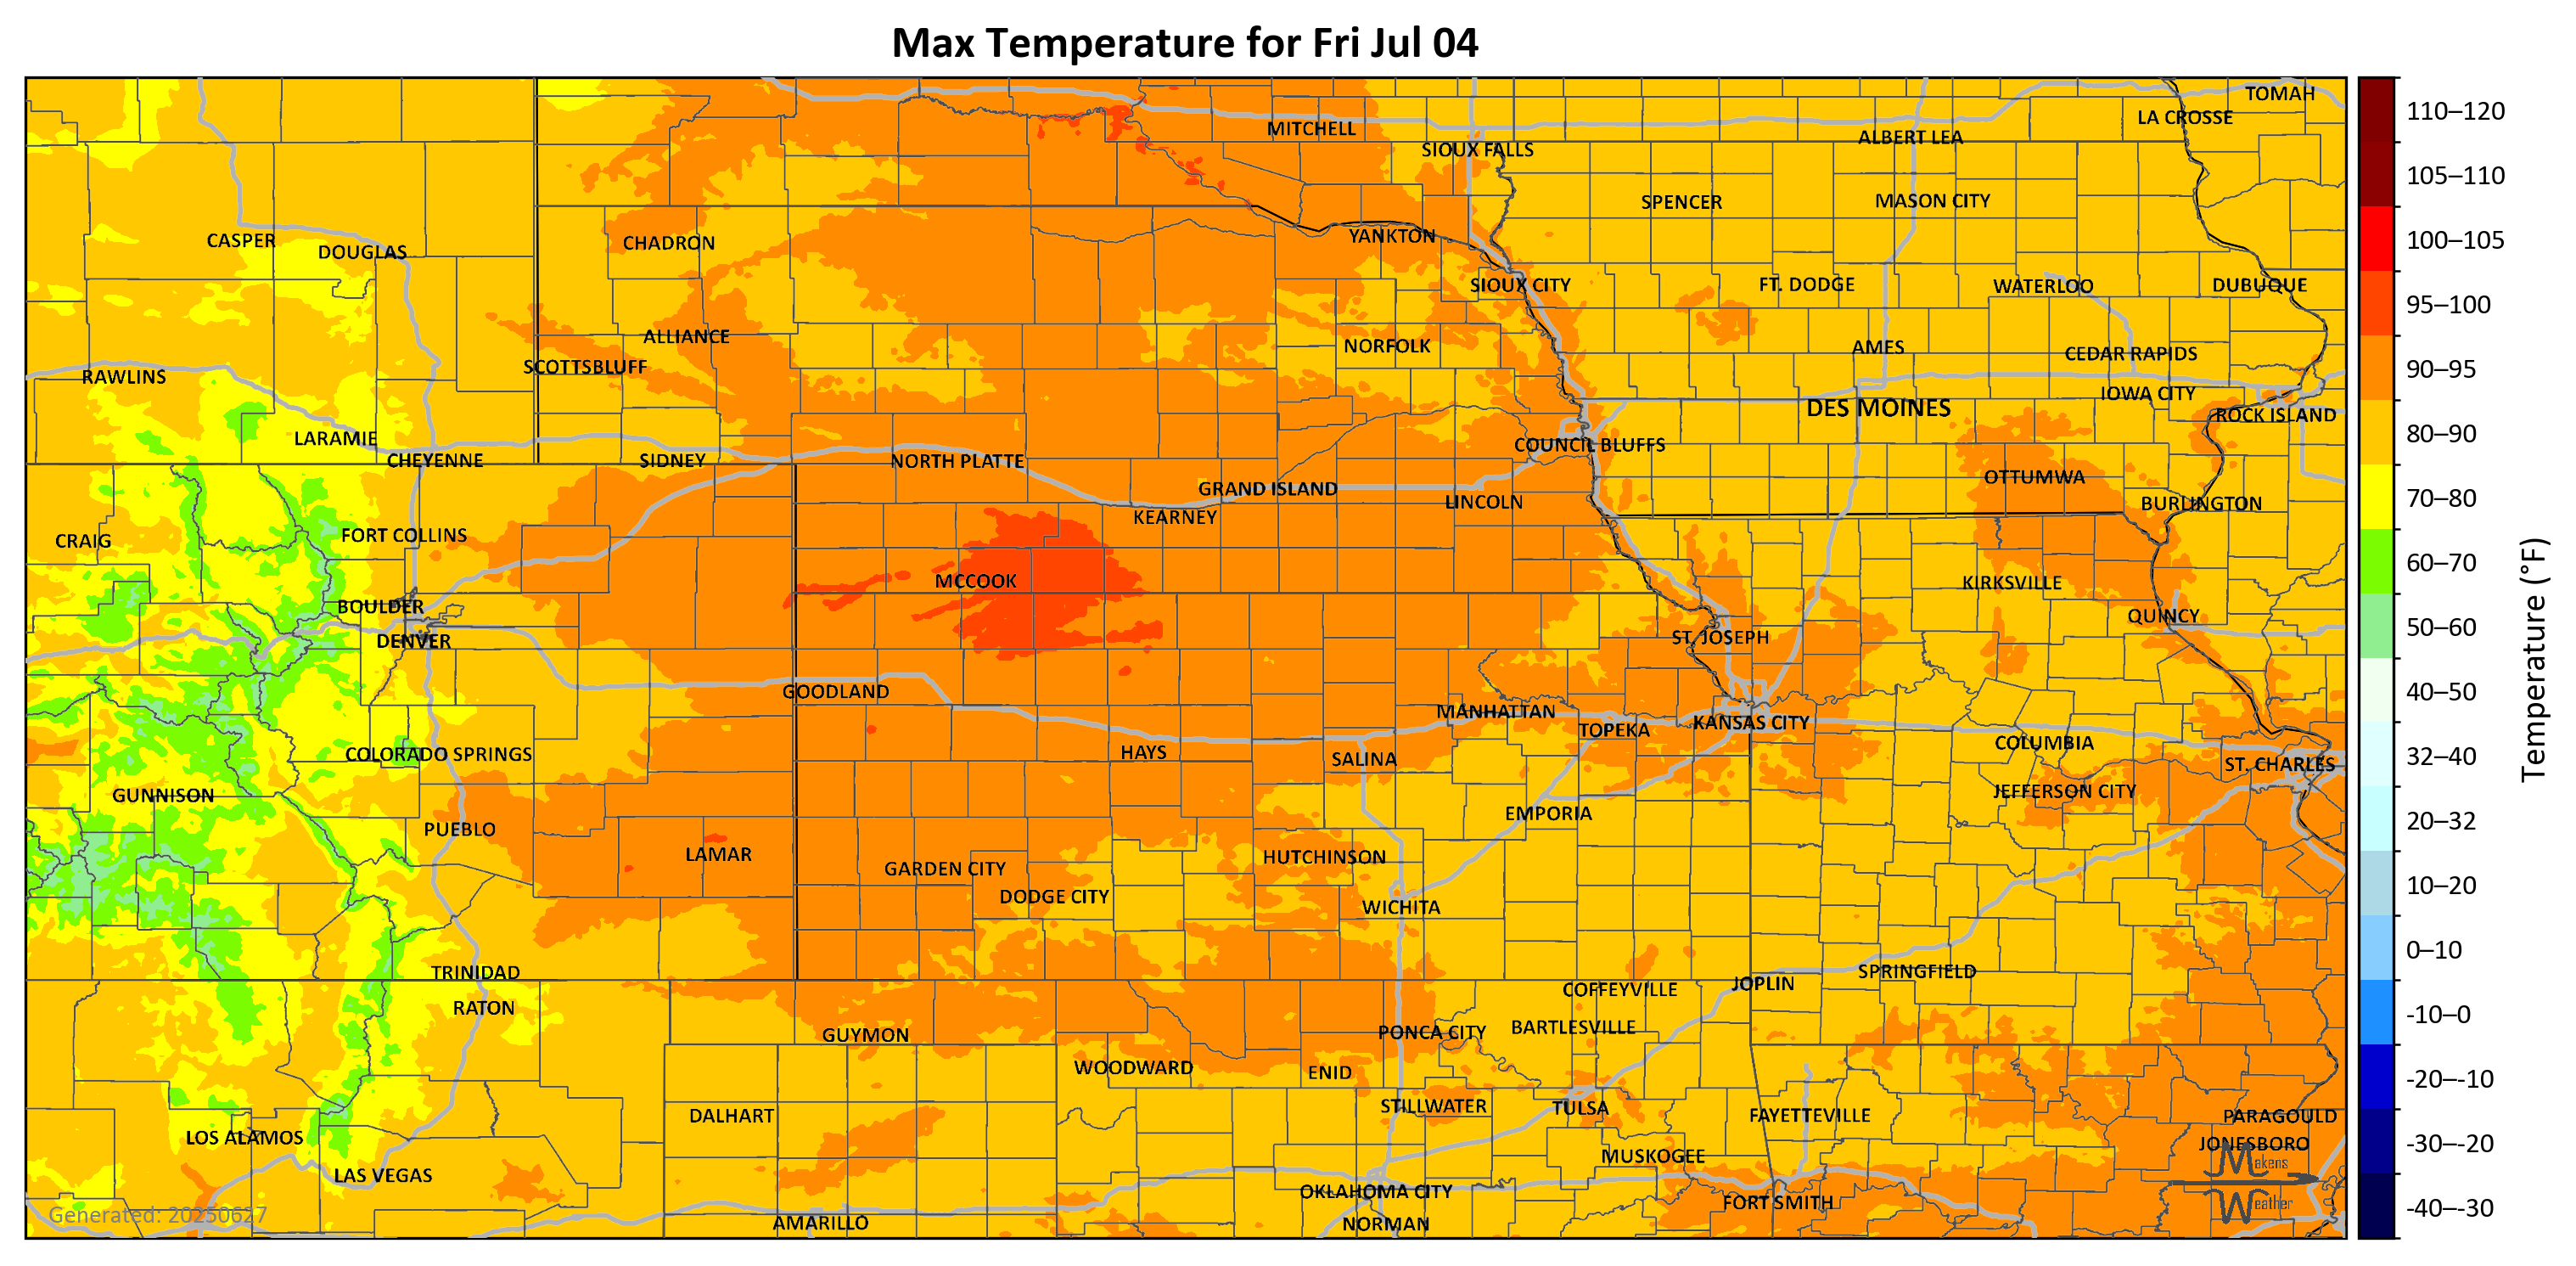 Max Temperature for Fri Jul 04
TOMAH
LA CROSSE
MITCHELL
ALBERT LEA
SIOUX FALLS
SPENCER
MASON CITY
CASPER
DOUGLAS
CHADRON
YANKTON
SIOUX CITY
FT. DODGE
WATERLOO
DUBUQUE
ALLIANCE
NORFOLK
AMES
CEDAR RAPIDS
SCOTTSBLUFF
RAWLINS
IOWA CITY
DES MOINES
ROCK ISLAND
LARAMIE
COUNCIL BLUFFS
CHEYENNE
SIDNEY
NORTH PLATTE
OTTUMWA
GRAND ISLAND
LINCOLN
BURLINGTON
KEARNEY
FORT COLLINS
CRAIG
MCCOOK
KIRKSVILLE
BOULDER
QUINCY
DENVER
ST. JOSEPH
GOODLAND
MANHATTAN
TOPEKA
KANSAS CITY
COLUMBIA
COLORADO SPRINGS
HAYS
SALINA
ST. CHARLES
GUNNISON
JEFFERSON CITY
EMPORIA
PUEBLO
LAMAR
HUTCHINSON
GARDEN CITY
DODGE CITY
WICHITA
TRINIDAD
SPRINGFIELD
JOPLIN
COFFEYVILLE
RATON
GUYMON
PONCA CITY
BARTLESVILLE
WOODWARD
ENID
STILLWATER
TULSA
DALHART
FAYETTEVILLE
PARAGOULD
LOS ALAMOS
JONESBORO
MUSKOGEE
LAS VEGAS
OKLAHOMA CITY
FORT SMITH
AMARILLO
NORMAN
Generated: 20250627
Makens
Weather
110–120
105–110
100–105
95–100
90–95
80–90
70–80
60–70
50–60
40–50
32–40
20–32
10–20
0–10
-10–0
-20–-10
-30–-20
-40–-30
Temperature (°F)